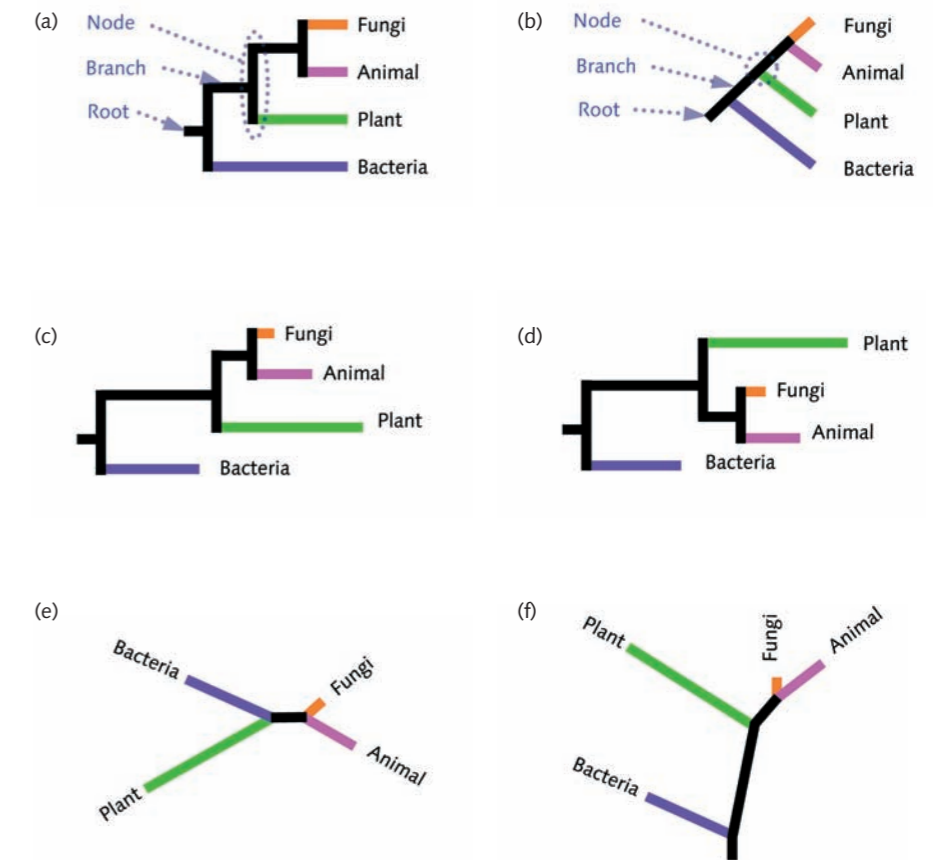 (a)
Node
Branch
Root
Fungi
Animal
Plant
Bacteria
(b)
Node
Branch
Root
Fungi
Animal
Plant
Bacteria
(c)
Fungi
Animal
Plant
Bacteria
(d)
Plant
Fungi
Animal
Bacteria
(e)
Bacteria
Fungi
Animal
Plant
(f)
Plant
Fungi
Animal
Bacteria